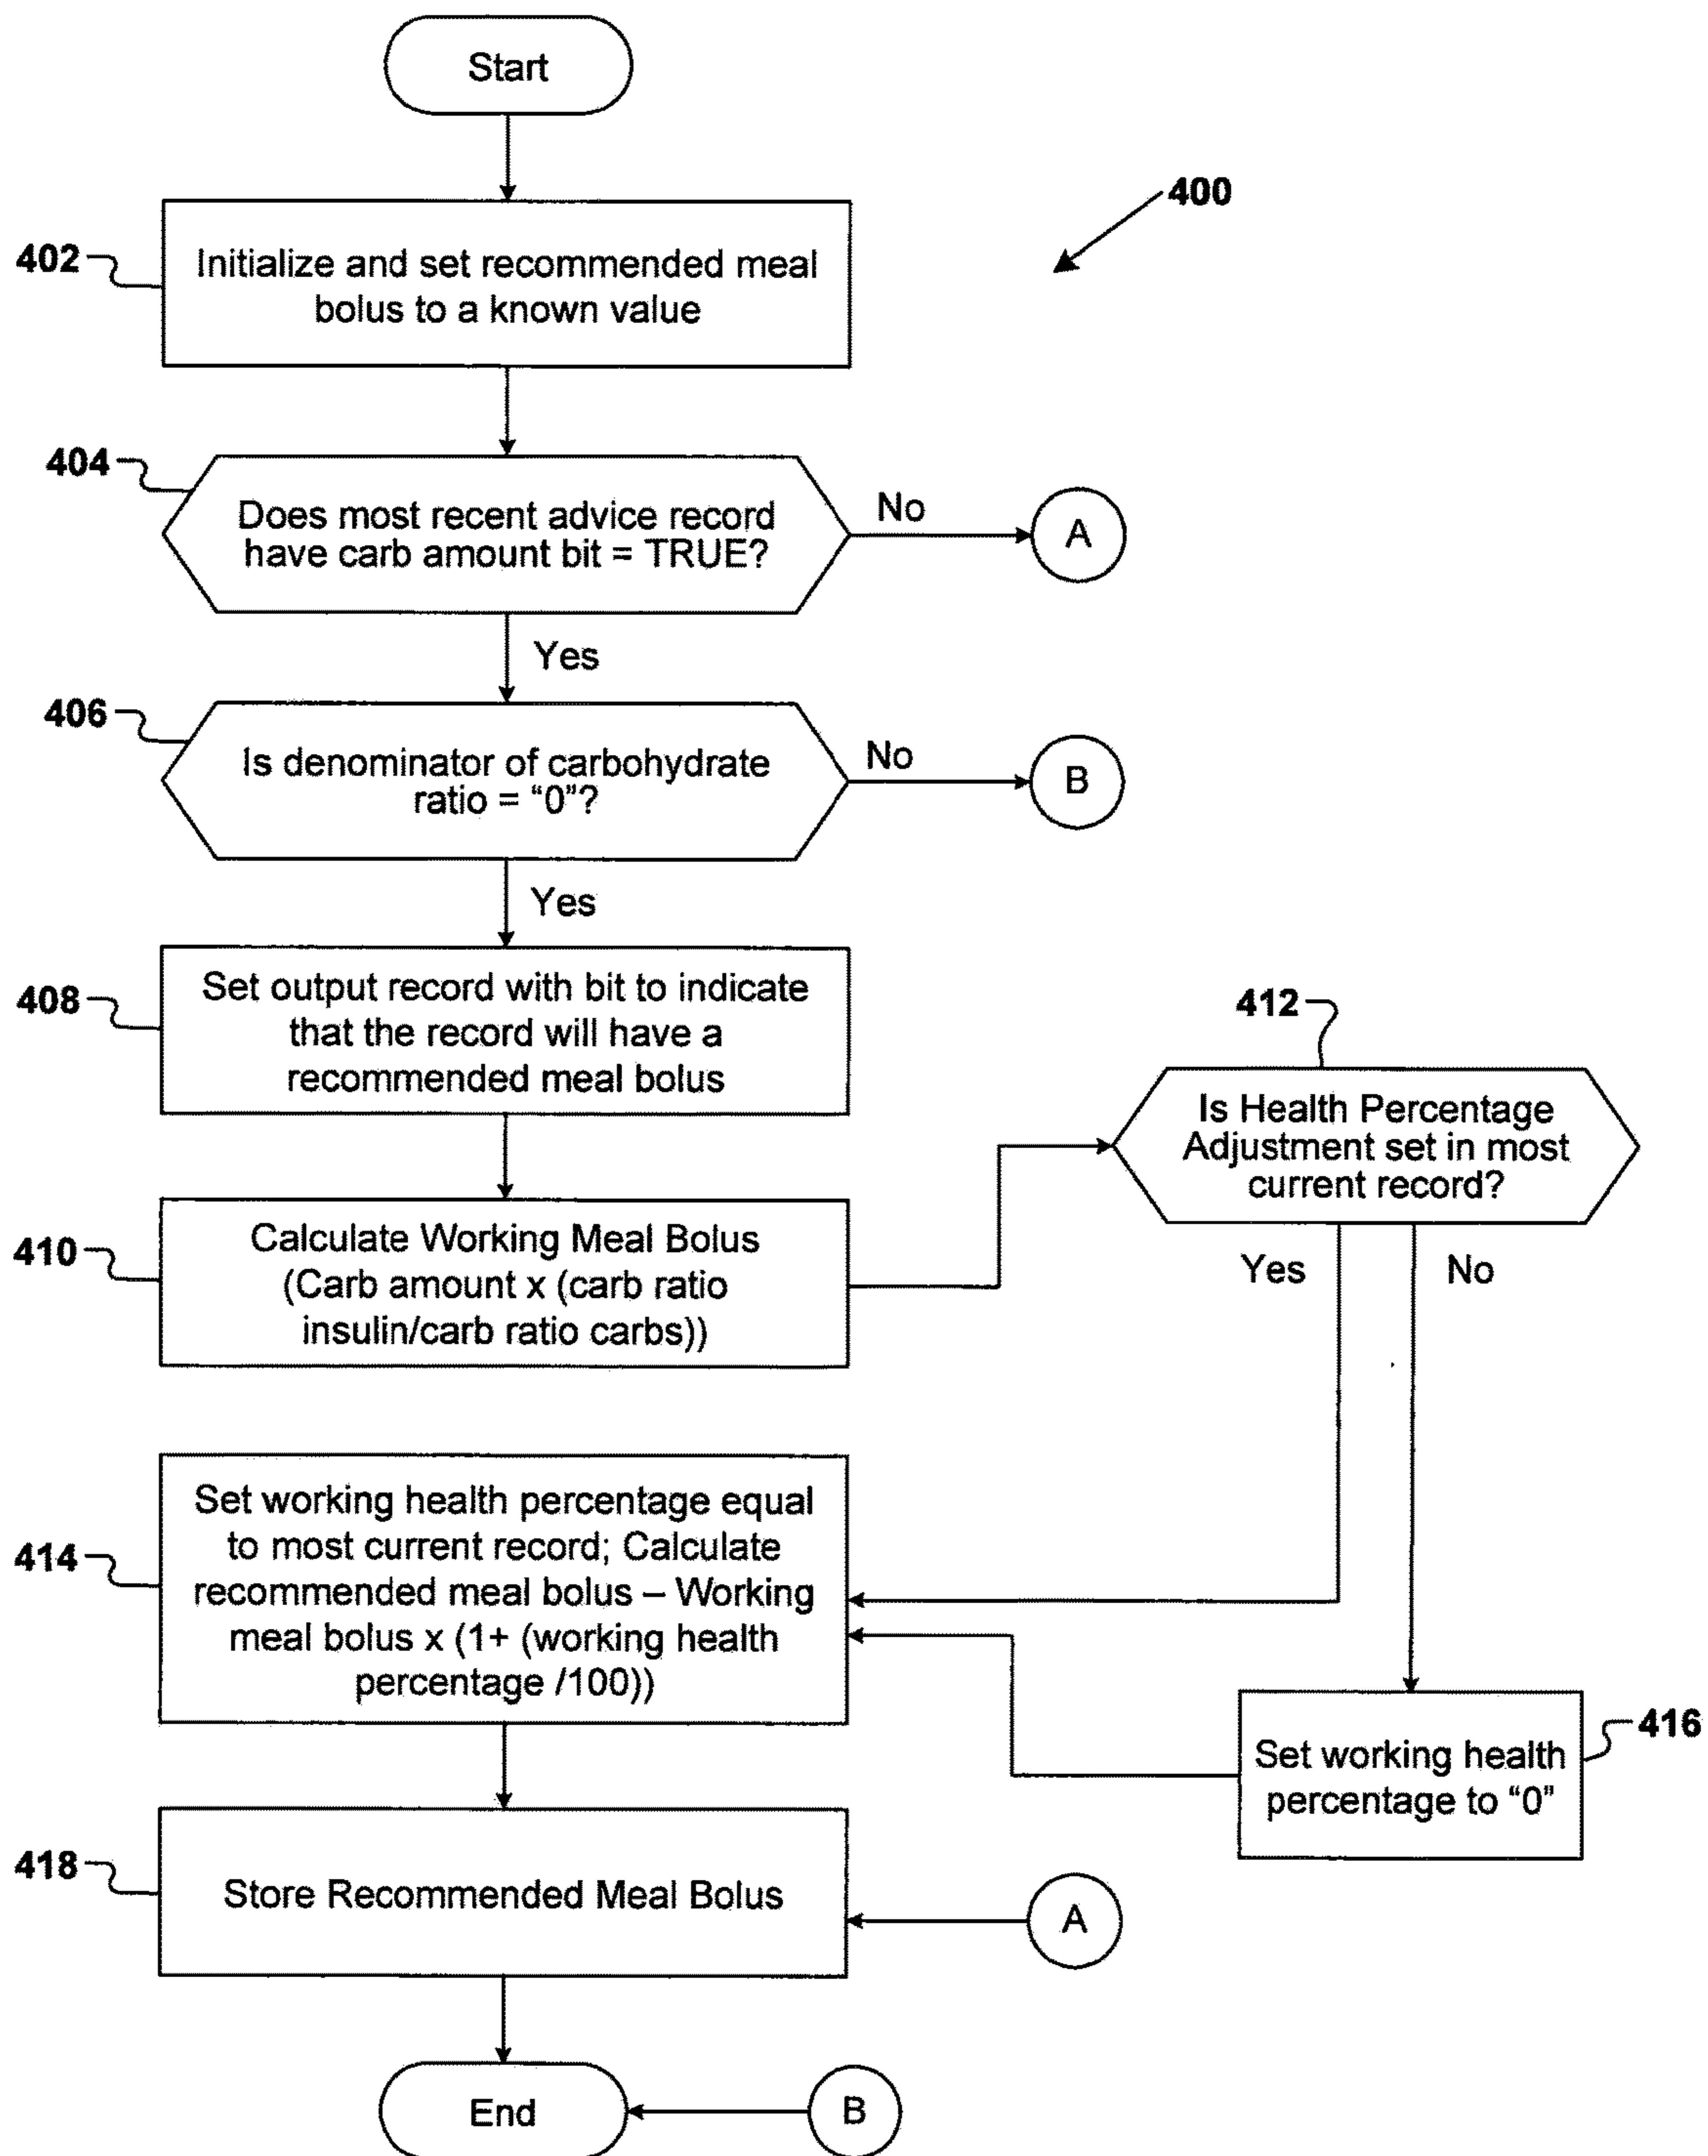 Start
400
402
Initialize and set recommended meal
bolus to a known value
404
Does most recent advice record
have carb amount bit = TRUE?
No
A
Yes
406
Is denominator of carbohydrate
ratio = “0”?
No
B
Yes
408
Set output record with bit to indicate
that the record will have a
recommended meal bolus
412
Is Health Percentage
Adjustment set in most
current record?
410
Calculate Working Meal Bolus
(Carb amount x (carb ratio
insulin/carb ratio carbs))
Yes
No
414
Set working health percentage equal
to most current record; Calculate
recommended meal bolus – Working
meal bolus x (1+ (working health
percentage /100))
416
Set working health
percentage to “0”
418
Store Recommended Meal Bolus
A
End
B